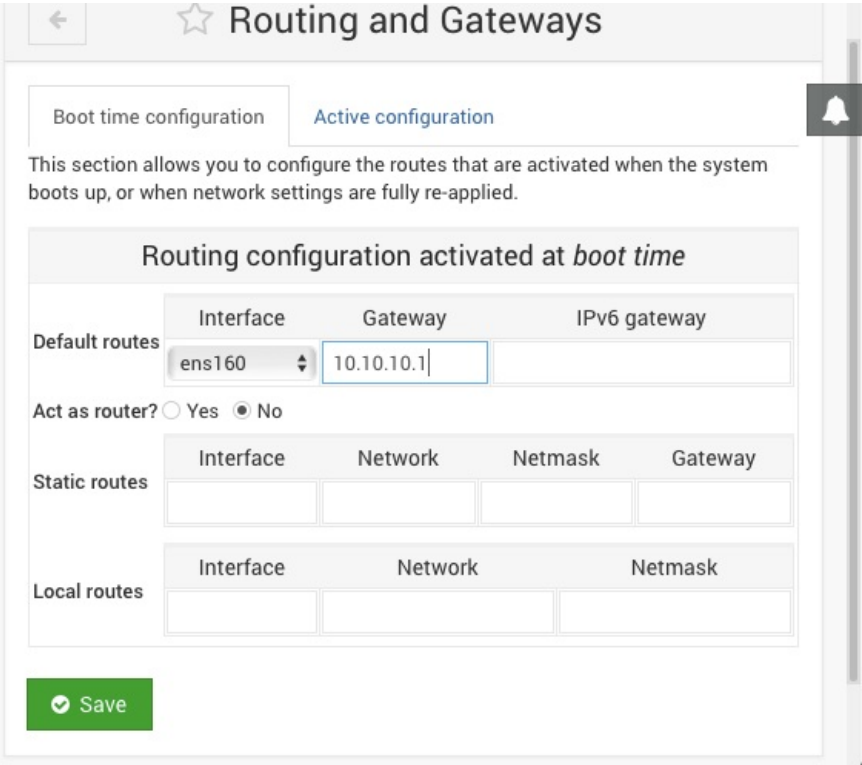 Routing and Gateways
Boot time configuration Active configuration
This section allows you to configure the routes that are activated when the system
boots up, or when network settings are fully re-applied.
Routing configuration activated at boot time
Default routes
Interface Gateway IPv6 gateway
ens160 10.10.10.1
Act as router? Yes No
Static routes
Interface Network Netmask Gateway
Local routes
Interface Network Netmask
Save